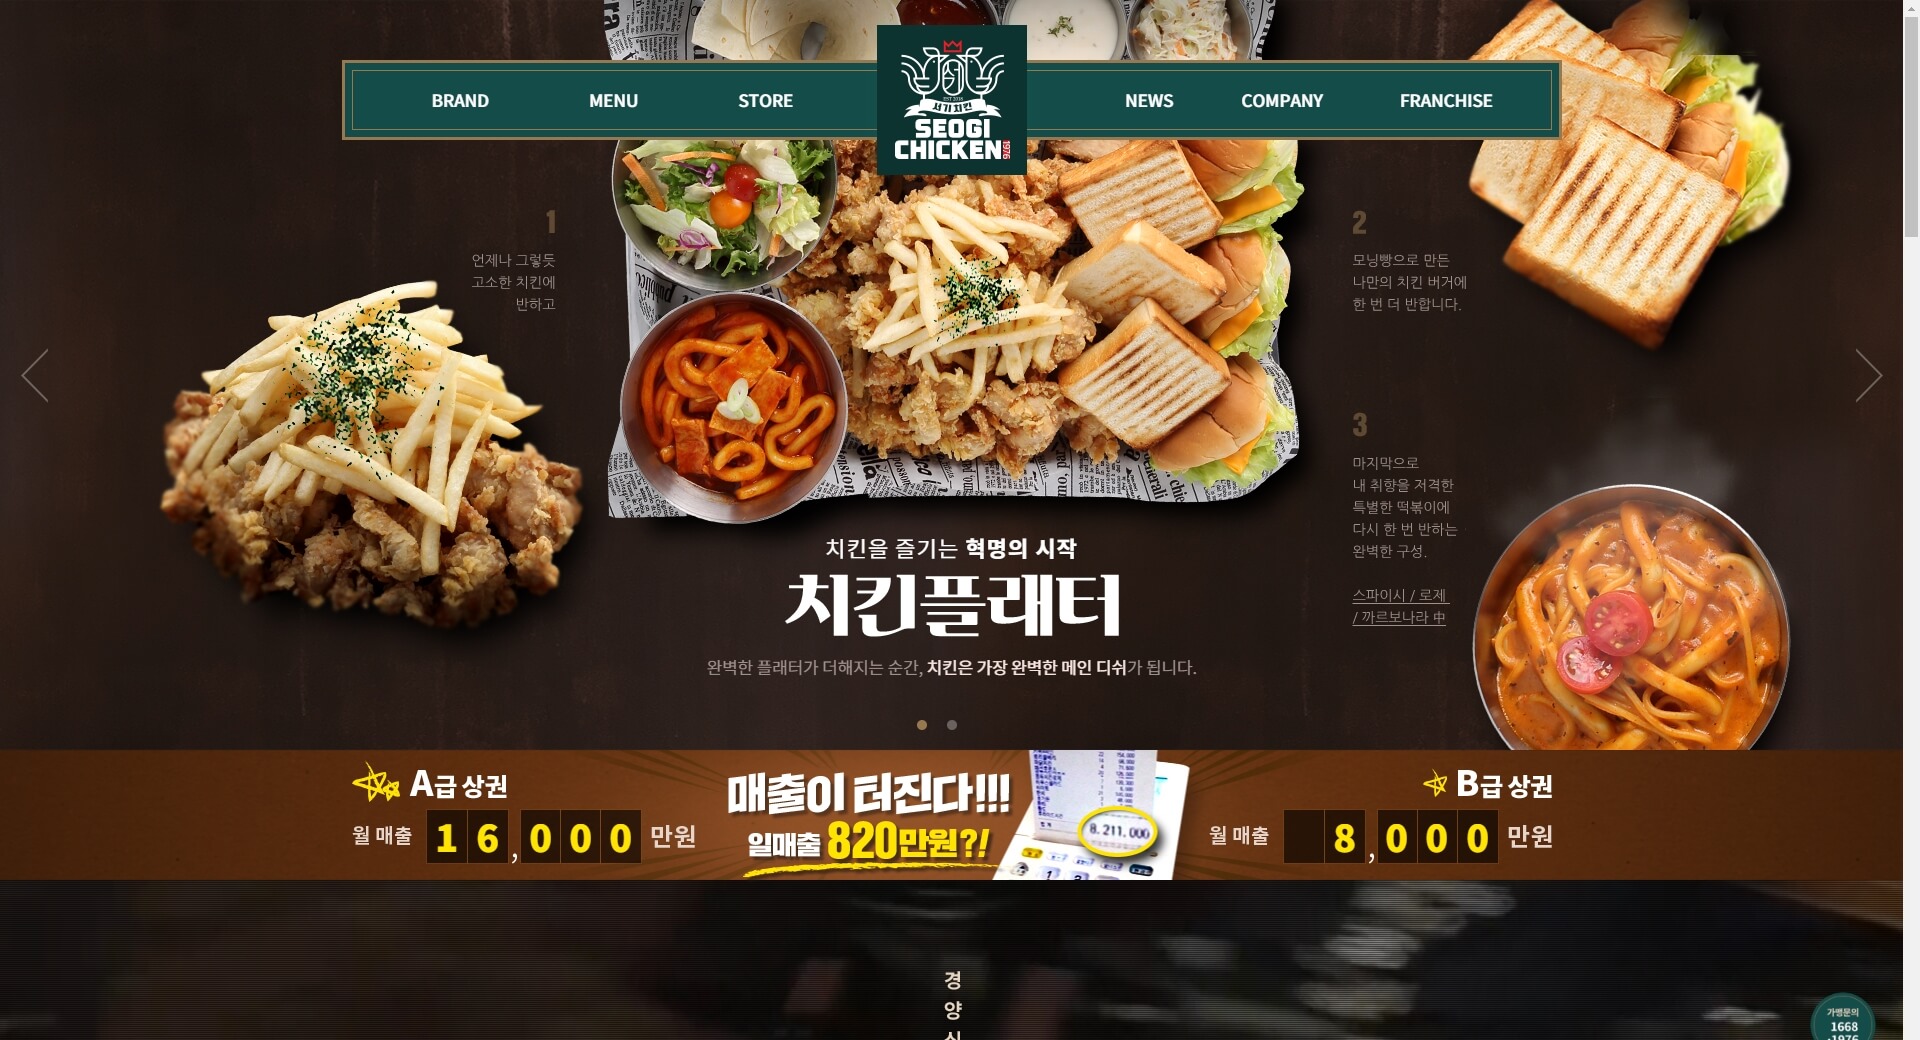 BRAND
MENU
STORE
EST 2016
서기치킨
SEOGI
CHICKEN
1976
NEWS
COMPANY
FRANCHISE
1
언제나 그렇듯
고소한 치킨에
반하고
2
모닝빵으로 만든
나만의 치킨 버거에
한 번 더 반합니다.
3
마지막으로
내 취향을 저격한
특별한 떡볶이에
다시 한 번 반하는
완벽한 구성.
스파이시 / 로제
/ 까르보나라 中
치킨을 즐기는 혁명의 시작
치킨플래터
완벽한 플래터가 더해지는 순간, 치킨은 가장 완벽한 메인 디쉬가 됩니다.
A급 상권
월 매출 16,000 만원
매출이 터진다!!!
일매출 820만원?!
8.211.000
B급 상권
월 매출 8,000 만원
경
양
식
가맹문의
1668
-1976